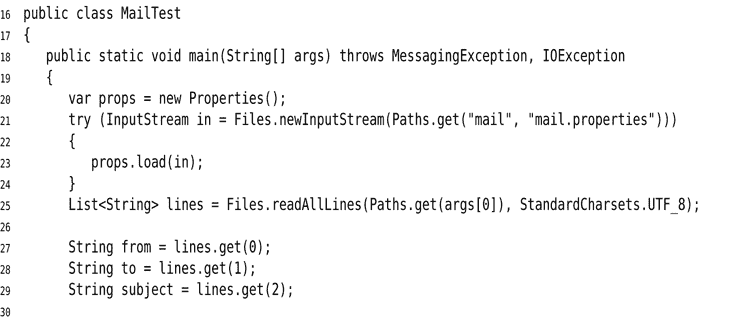 16 public class MailTest
17 {
18    public static void main(String[] args) throws MessagingException, IOException
19    {
20       var props = new Properties();
21       try (InputStream in = Files.newInputStream(Paths.get("mail", "mail.properties")))
22       {
23          props.load(in);
24       }
25       List<String> lines = Files.readAllLines(Paths.get(args[0]), StandardCharsets.UTF_8);
26
27       String from = lines.get(0);
28       String to = lines.get(1);
29       String subject = lines.get(2);
30